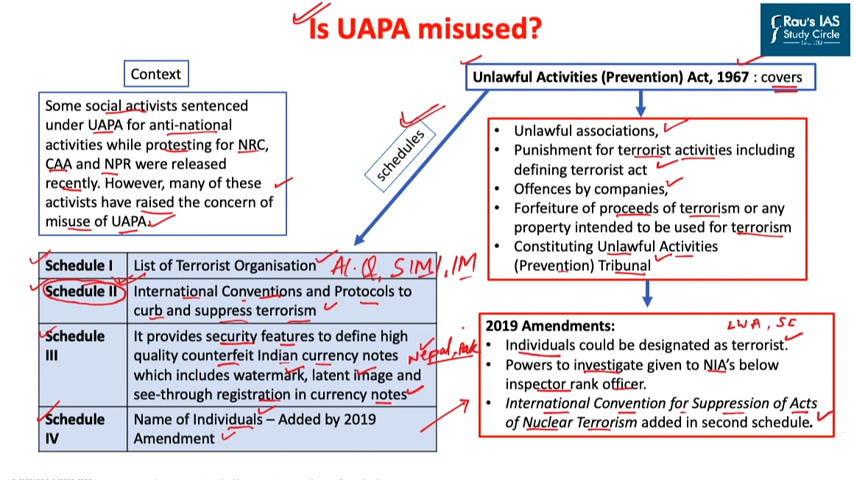 Is UAPA misused?
Rau's IAS
Study Circle
Context
Some social activists sentenced
under UAPA for anti-national
activities while protesting for NRC,
CAA and NPR were released
recently. However, many of these
activists have raised the concern of
misuse of UAPA.
Unlawful Activities (Prevention) Act, 1967 : covers
schedules
• Unlawful associations,
• Punishment for terrorist activities including
defining terrorist act
• Offences by companies,
• Forfeiture of proceeds of terrorism or any
property intended to be used for terrorism
• Constituting Unlawful Activities
(Prevention) Tribunal
Schedule I List of Terrorist Organisation Al. Q, SIMI, IM
Schedule II International Conventions and Protocols to
curb and suppress terrorism
Schedule It provides security features to define high
III quality counterfeit Indian currency notes Nepal, Pak
which includes watermark, latent image and
see-through registration in currency notes
Schedule Name of Individuals – Added by 2019
IV Amendment
2019 Amendments: LWA, SE
• Individuals could be designated as terrorist.
• Powers to investigate given to NIA's below
inspector rank officer.
• International Convention for Suppression of Acts
of Nuclear Terrorism added in second schedule.